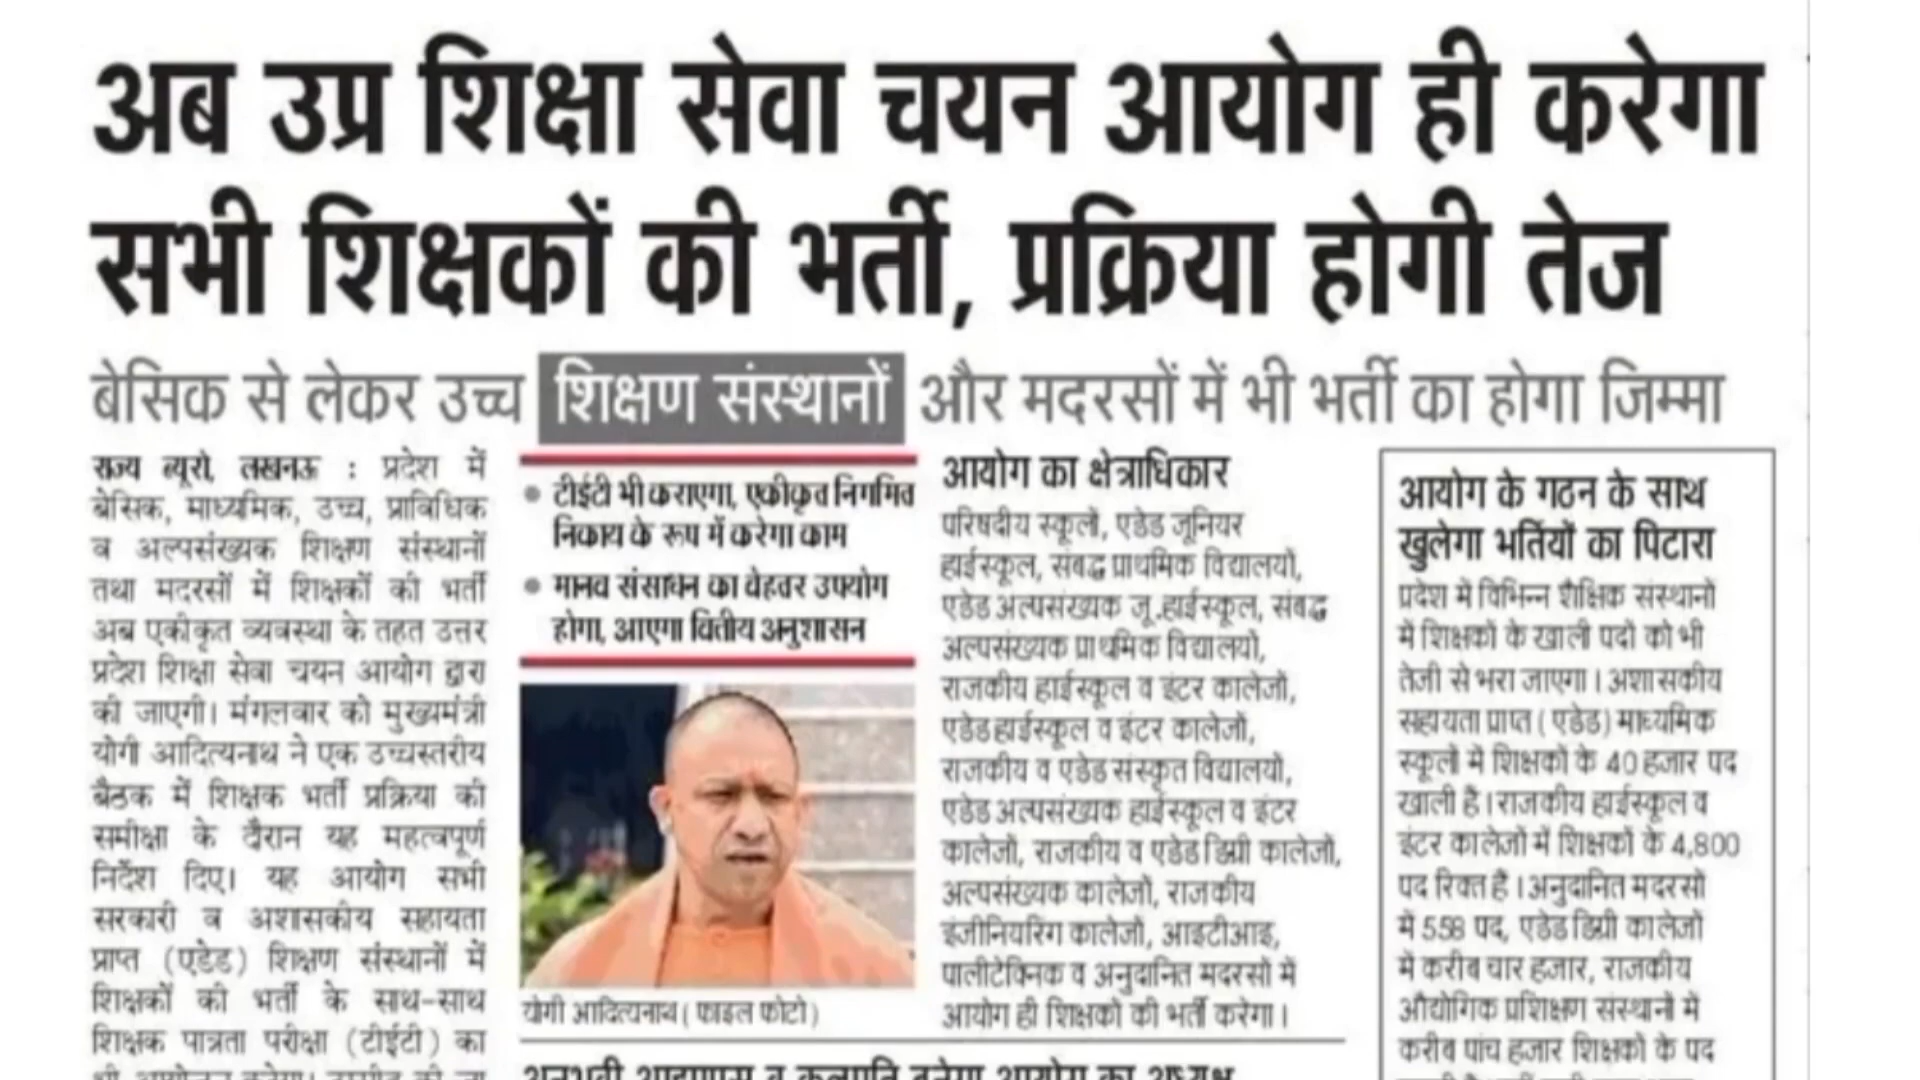 अब उप्र शिक्षा सेवा चयन आयोग ही करेगा
सभी शिक्षकों की भर्ती, प्रक्रिया होगी तेज
बेसिक से लेकर उच्च शिक्षण संस्थानों और मदरसों में भी भर्ती का होगा जिम्मा
राज्य ब्यूरो, लखनऊ : प्रदेश में
बेसिक, माध्यमिक, उच्च, प्राविधिक
व अल्पसंख्यक शिक्षण संस्थानों
तथा मदरसों में शिक्षकों की भर्ती
अब एकीकृत व्यवस्था के तहत उत्तर
प्रदेश शिक्षा सेवा चयन आयोग द्वारा
की जाएगी। मंगलवार को मुख्यमंत्री
योगी आदित्यनाथ ने एक उच्चस्तरीय
बैठक में शिक्षक भर्ती प्रक्रिया की
समीक्षा के दौरान यह महत्वपूर्ण
निर्देश दिए। यह आयोग सभी
सरकारी व अशासकीय सहायता
प्राप्त (एडेड) शिक्षण संस्थानों में
शिक्षकों की भर्ती के साथ-साथ
शिक्षक पात्रता परीक्षा (टीईटी) का
• टीईटी भी कराएगा, एकीकृत निगमित
निकाय के रूप में करेगा काम
• मानव संसाधन का बेहतर उपयोग
होगा, आएगा वित्तीय अनुशासन
योगी आदित्यनाथ (फाइल फोटो)
आयोग का क्षेत्राधिकार
परिषदीय स्कूलों, एडेड जूनियर
हाईस्कूल, संबद्ध प्राथमिक विद्यालयों,
एडेड अल्पसंख्यक जू.हाईस्कूल, संबद्ध
अल्पसंख्यक प्राथमिक विद्यालयों,
राजकीय हाईस्कूल व इंटर कालेजों,
एडेड हाईस्कूल व इंटर कालेजों,
राजकीय व एडेड संस्कृत विद्यालयों,
एडेड अल्पसंख्यक हाईस्कूल व इंटर
कालेजों, राजकीय व एडेड डिग्री कालेजों,
अल्पसंख्यक कालेजों, राजकीय
इंजीनियरिंग कालेजों, आइटीआइ,
पालीटेक्निक व अनुदानित मदरसों में
आयोग ही शिक्षकों की भर्ती करेगा।
अनुभवी आइएएस व कुलपति बनेगा आयोग का अध्यक्ष
आयोग के गठन के साथ
खुलेगा भर्तियों का पिटारा
प्रदेश में विभिन्न शैक्षिक संस्थानों
में शिक्षकों के खाली पदों को भी
तेजी से भरा जाएगा। अशासकीय
सहायता प्राप्त (एडेड) माध्यमिक
स्कूलों में शिक्षकों के 40 हजार पद
खाली हैं। राजकीय हाईस्कूल व
इंटर कालेजों में शिक्षकों के 4,800
पद रिक्त हैं। अनुदानित मदरसों
में 558 पद, एडेड डिग्री कालेजों
में करीब चार हजार, राजकीय
औद्योगिक प्रशिक्षण संस्थानों में
करीब पांच हजार शिक्षकों के पद